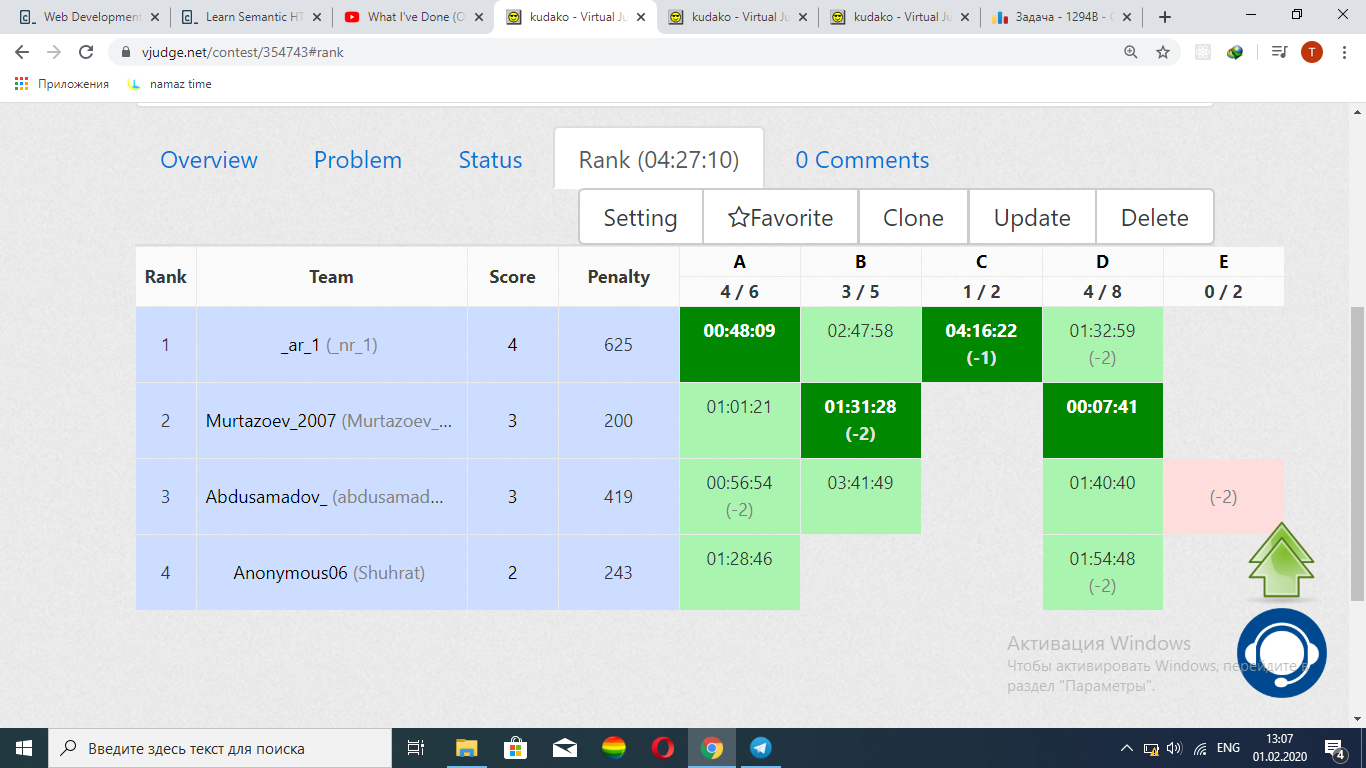 Web Development
Learn Semantic HT
What I've Done (O
kudako - Virtual Ju
kudako - Virtual Ju
kudako - Virtual Ju
Задача - 1294B - C
vjudge.net/contest/354743#rank
T
Приложения
namaz time
Overview
Problem
Status
Rank (04:27:10)
0 Comments
Setting
Favorite
Clone
Update
Delete
Rank Team Score Penalty A B C D E
4 / 6 3 / 5 1 / 2 4 / 8 0 / 2
1 _ar_1 (_nr_1) 4 625 00:48:09 02:47:58 04:16:22 01:32:59
(-1) (-2)
2 Murtazoev_2007 (Murtazoev_... 3 200 01:01:21 01:31:28 00:07:41
(-2)
3 Abdusamadov_ (abdusamad... 3 419 00:56:54 03:41:49 01:40:40
(-2) (-2)
4 Anonymous06 (Shuhrat) 2 243 01:28:46 01:54:48
(-2)
Активация Windows
Чтобы активировать Windows, перейдите в
раздел "Параметры".
Введите здесь текст для поиска
ENG
13:07
01.02.2020
4